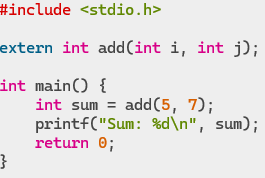 #include <stdio.h>

extern int add(int i, int j);

int main() {
    int sum = add(5, 7);
    printf("Sum: %d\n", sum);
    return 0;
}